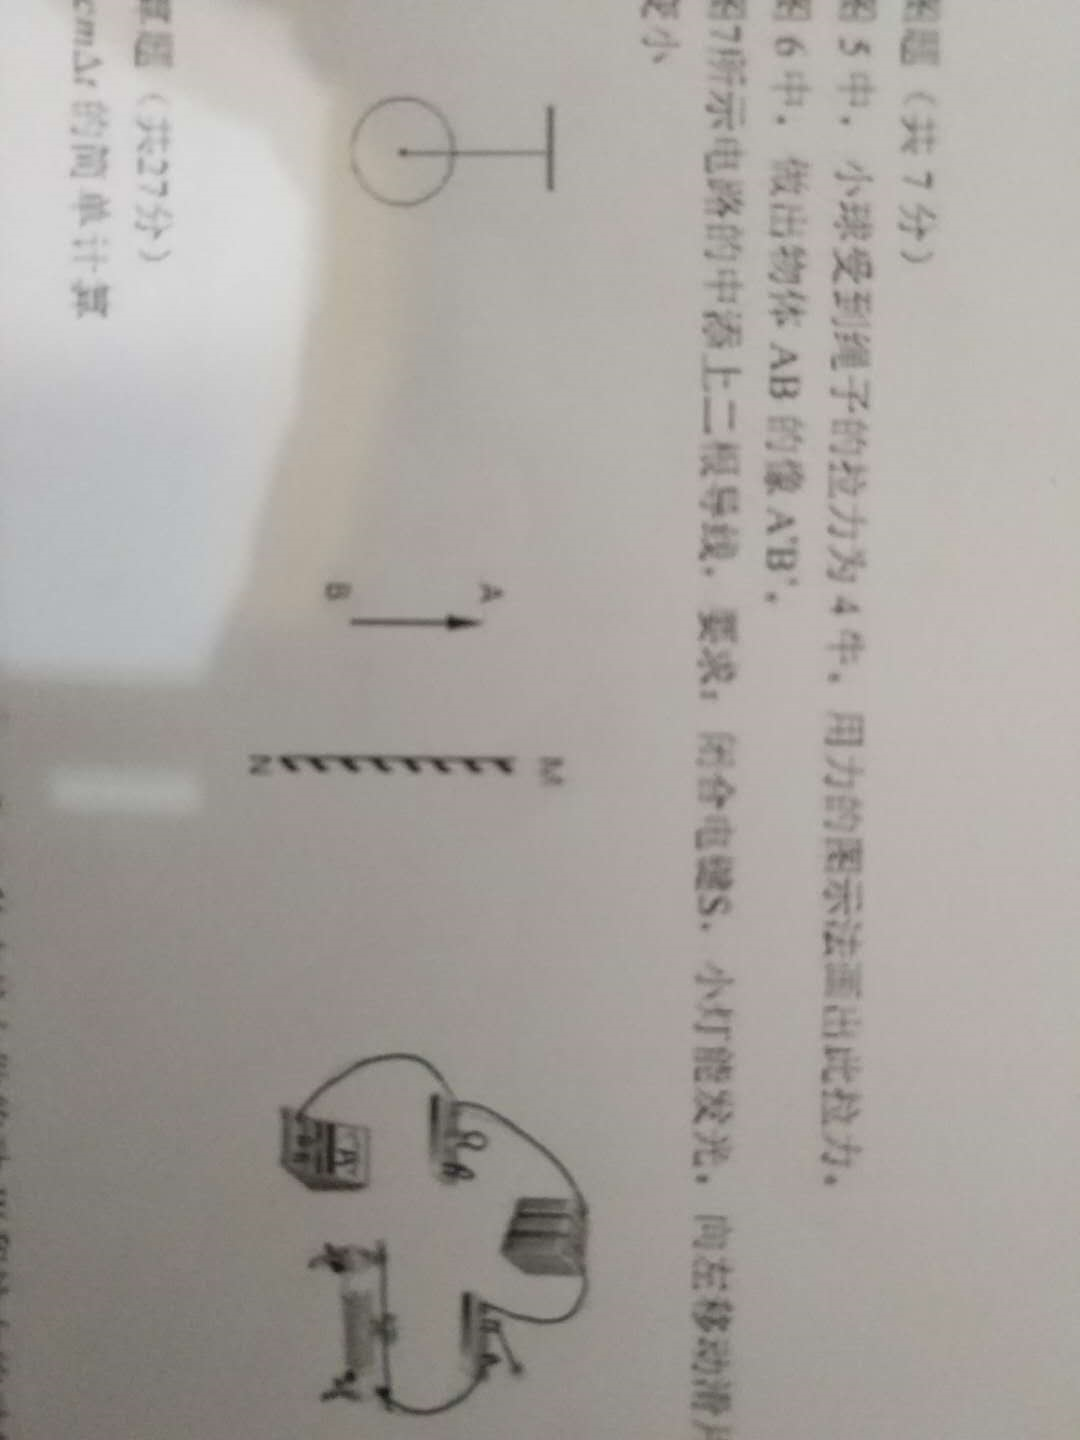 图题（共 7 分）
图 5 中，小球受到绳子的拉力为 4 牛，用力的图示法画出此拉力。
图 6 中，做出物体 AB 的像 A'B'。
图7所示电路的中添上二根导线，要求：闭合电键S，小灯能发光，向左移动滑片
变小
A
B
M
N
A
算题（共27分）
cmΔt 的简单计算